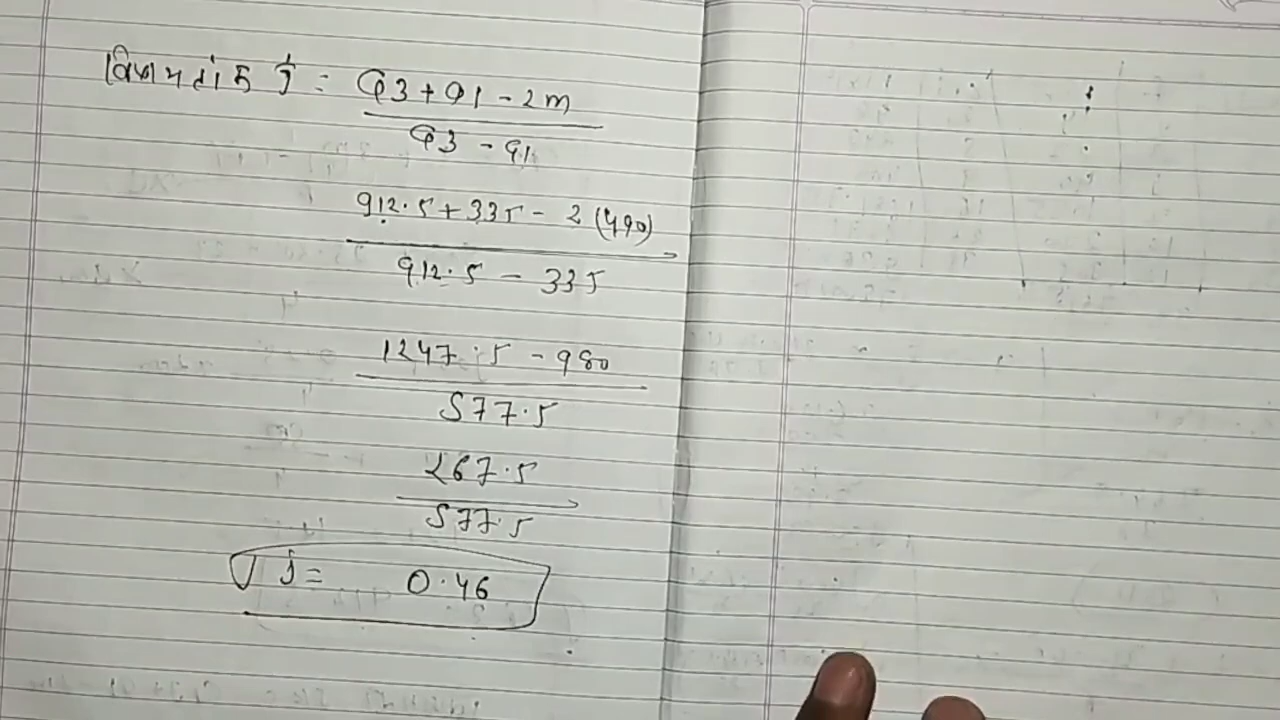 વિષમતાંક j = Q3 + Q1 - 2m
Q3 - Q1
912.5 + 335 - 2 (490)
912.5 - 335
1247.5 - 980
577.5
267.5
577.5
j = 0.46